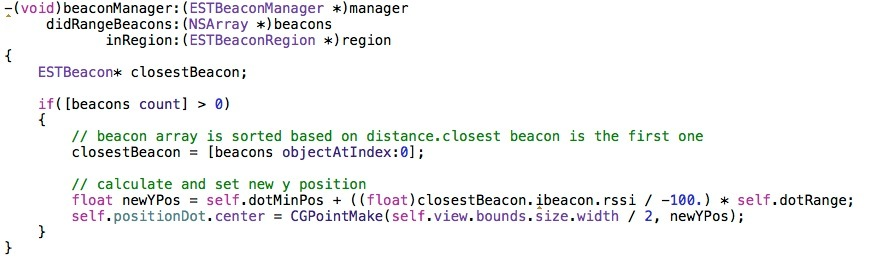 -(void)beaconManager:(ESTBeaconManager *)manager
didRangeBeacons:(NSArray *)beacons
inRegion:(ESTBeaconRegion *)region
{
ESTBeacon* closestBeacon;
if([beacons count] > 0)
{
// beacon array is sorted based on distance.closest beacon is the first one
closestBeacon = [beacons objectAtIndex:0];
// calculate and set new y position
float newYPos = self.dotMinPos + ((float)closestBeacon.ibeacon.rssi / -100.) * self.dotRange;
self.positionDot.center = CGPointMake(self.view.bounds.size.width / 2, newYPos);
}
}